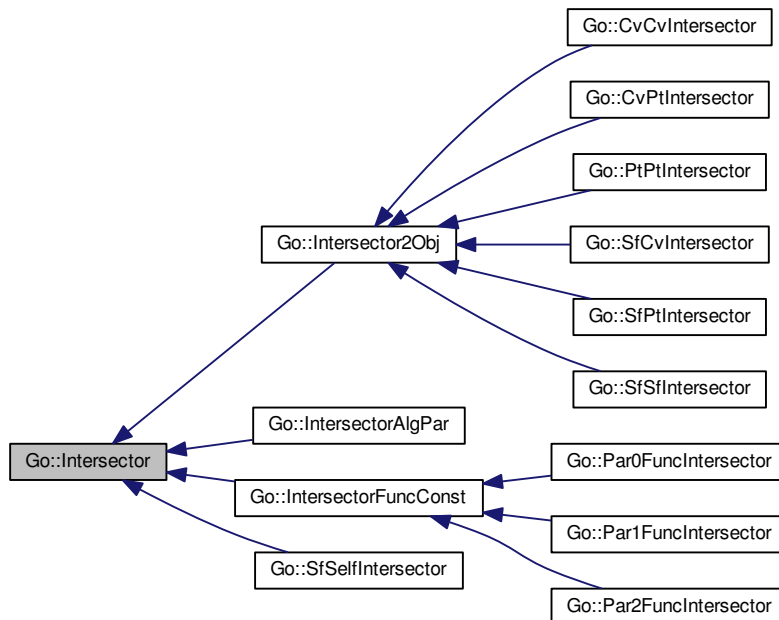 Go::CvCvIntersector
Go::CvPtIntersector
Go::PtPtIntersector
Go::Intersector2Obj
Go::SfCvIntersector
Go::SfPtIntersector
Go::SfSfIntersector
Go::IntersectorAlgPar
Go::Intersector
Go::Par0FuncIntersector
Go::IntersectorFuncConst
Go::Par1FuncIntersector
Go::SfSelfIntersector
Go::Par2FuncIntersector